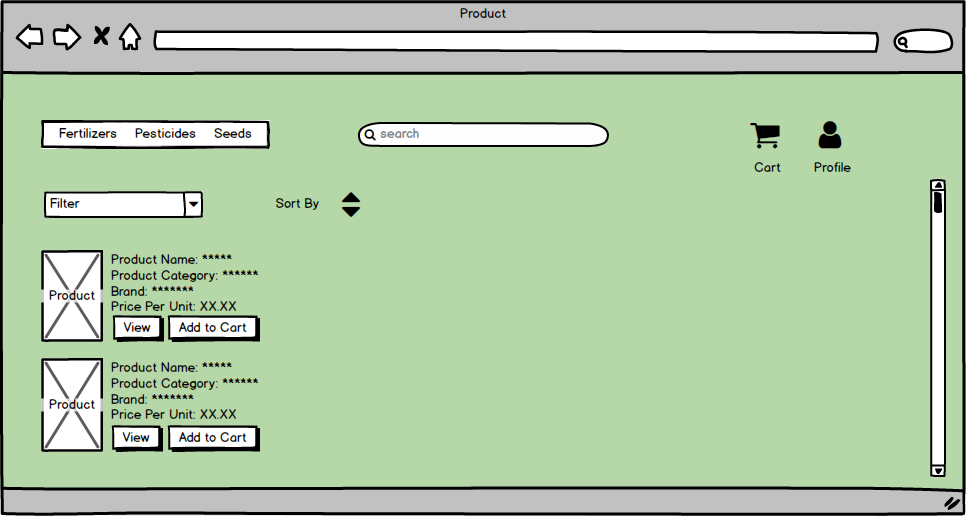 Product
Fertilizers Pesticides Seeds
search
Cart
Profile
Filter
Sort By
Product
Product Name: *****
Product Category: ******
Brand: *******
Price Per Unit: XX.XX
View
Add to Cart
Product
Product Name: *****
Product Category: ******
Brand: *******
Price Per Unit: XX.XX
View
Add to Cart